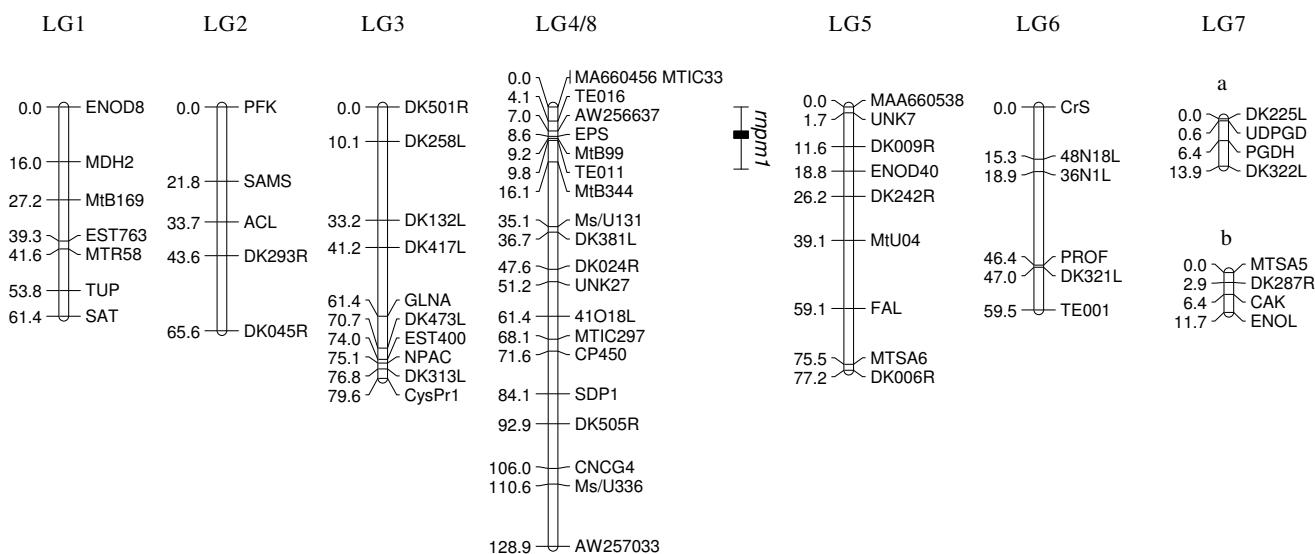 LG1
LG2
LG3
LG4/8
LG5
LG6
LG7
0.0 ENOD8
16.0 MDH2
27.2 MtB169
39.3 EST763
41.6 MTR58
53.8 TUP
61.4 SAT
0.0 PFK
21.8 SAMS
33.7 ACL
43.6 DK293R
65.6 DK045R
0.0 DK501R
10.1 DK258L
33.2 DK132L
41.2 DK417L
61.4 GLNA
70.7 DK473L
74.0 EST400
75.1 NPAC
76.8 DK313L
79.6 CysPr1
0.0 MA660456 MTIC33
4.1 TE016
7.0 AW256637
8.6 EPS
9.2 MtB99
9.8 TE011
16.1 MtB344
35.1 Ms/U131
36.7 DK381L
47.6 DK024R
51.2 UNK27
61.4 41O18L
68.1 MTIC297
71.6 CP450
84.1 SDP1
92.9 DK505R
106.0 CNCG4
110.6 Ms/U336
128.9 AW257033
rnpm1
0.0 MAA660538
1.7 UNK7
11.6 DK009R
18.8 ENOD40
26.2 DK242R
39.1 MtU04
59.1 FAL
75.5 MTSA6
77.2 DK006R
0.0 CrS
15.3 48N18L
18.9 36N1L
46.4 PROF
47.0 DK321L
59.5 TE001
a
0.0 DK225L
0.6 UDPGD
6.4 PGDH
13.9 DK322L
b
0.0 MTSA5
2.9 DK287R
6.4 CAK
11.7 ENOL